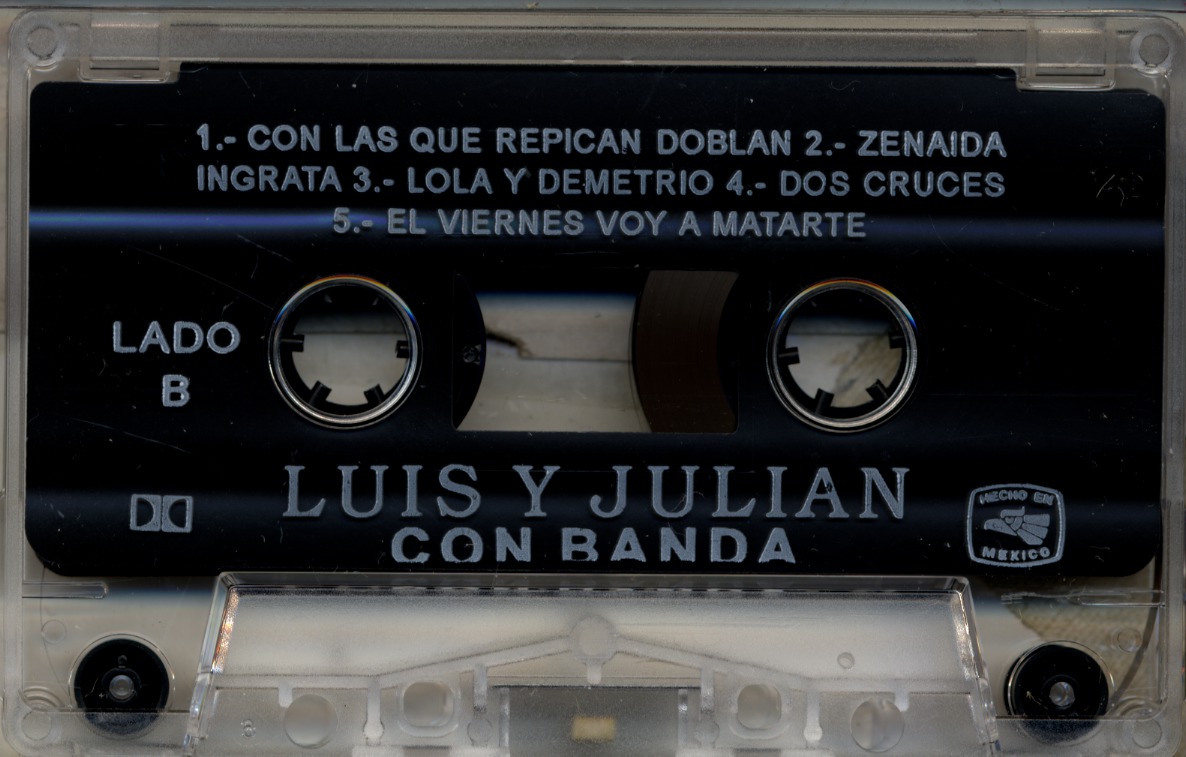 1.- CON LAS QUE REPICAN DOBLAN 2.- ZENAIDA
INGRATA 3.- LOLA Y DEMETRIO 4.- DOS CRUCES
5.- EL VIERNES VOY A MATARTE
LADO
B
LUIS Y JULIAN
CON BANDA
HECHO EN
MEXICO